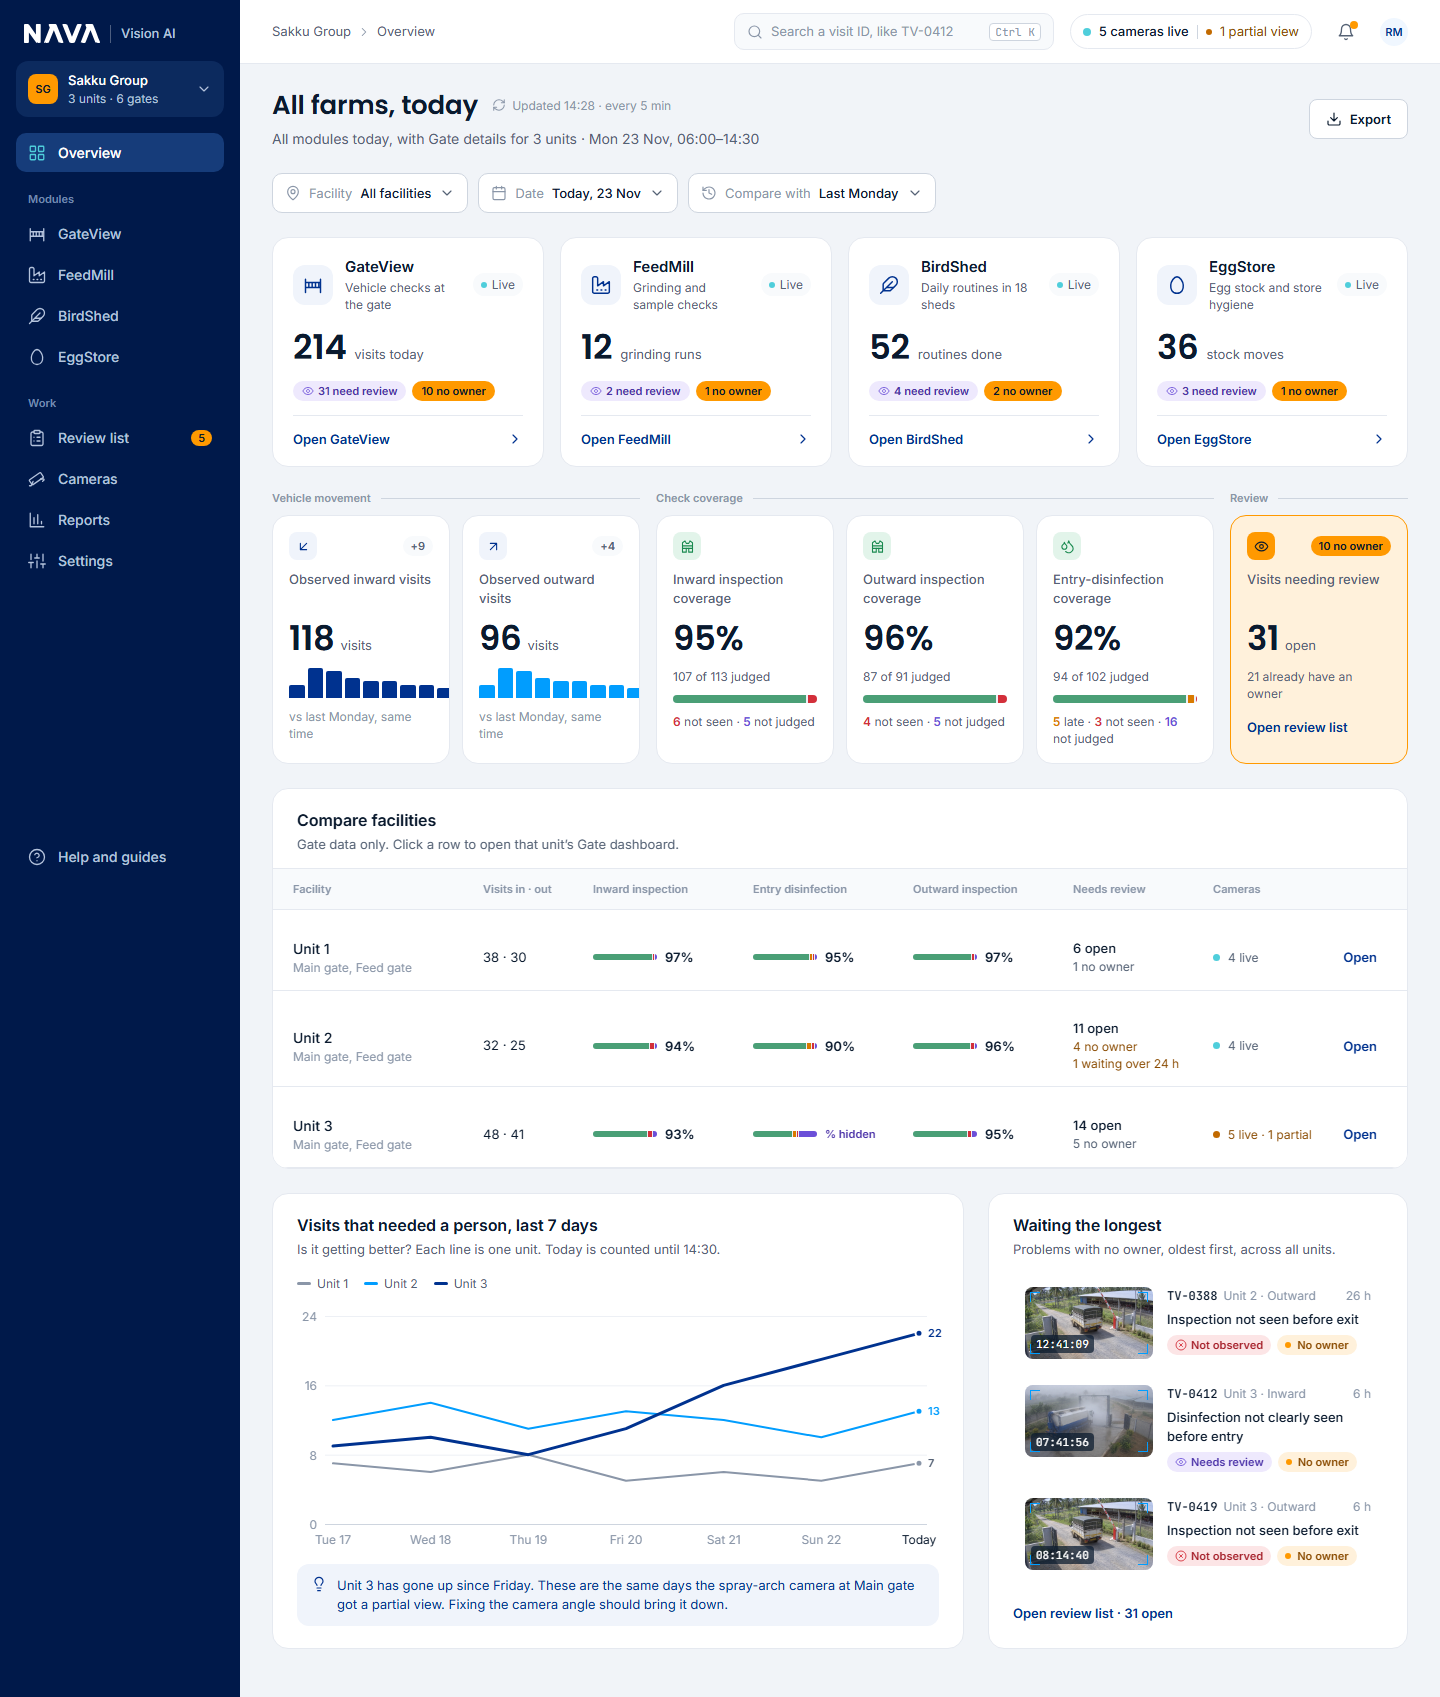 NAVA Vision AI
SG Sakku Group
3 units · 6 gates
Overview
Modules
GateView
FeedMill
BirdShed
EggStore
Work
Review list 5
Cameras
Reports
Settings
Help and guides
Sakku Group > Overview
Search a visit ID, like TV-0412 Ctrl K
5 cameras live 1 partial view
RM
All farms, today Updated 14:28 · every 5 min
All modules today, with Gate details for 3 units · Mon 23 Nov, 06:00–14:30
Export
Facility All facilities
Date Today, 23 Nov
Compare with Last Monday
GateView
Vehicle checks at
the gate
Live
214 visits today
31 need review 10 no owner
Open GateView
FeedMill
Grinding and
sample checks
Live
12 grinding runs
2 need review 1 no owner
Open FeedMill
BirdShed
Daily routines in 18
sheds
Live
52 routines done
4 need review 2 no owner
Open BirdShed
EggStore
Egg stock and store
hygiene
Live
36 stock moves
3 need review 1 no owner
Open EggStore
Vehicle movement
+9
Observed inward visits
118 visits
vs last Monday, same
time
+4
Observed outward
visits
96 visits
vs last Monday, same
time
Check coverage
Inward inspection
coverage
95%
107 of 113 judged
6 not seen · 5 not judged
Outward inspection
coverage
96%
87 of 91 judged
4 not seen · 5 not judged
Entry-disinfection
coverage
92%
94 of 102 judged
5 late · 3 not seen · 16
not judged
Review
10 no owner
Visits needing review
31 open
21 already have an
owner
Open review list
Compare facilities
Gate data only. Click a row to open that unit's Gate dashboard.
Facility Visits in · out Inward inspection Entry disinfection Outward inspection Needs review Cameras
Unit 1
Main gate, Feed gate
38 · 30 97% 95% 97%
6 open
1 no owner
4 live Open
Unit 2
Main gate, Feed gate
32 · 25 94% 90% 96%
11 open
4 no owner
1 waiting over 24 h
4 live Open
Unit 3
Main gate, Feed gate
48 · 41 93% % hidden 95%
14 open
5 no owner
5 live · 1 partial Open
Visits that needed a person, last 7 days
Is it getting better? Each line is one unit. Today is counted until 14:30.
Unit 1 Unit 2 Unit 3
24
16
8
0
22
13
7
Tue 17 Wed 18 Thu 19 Fri 20 Sat 21 Sun 22 Today
Unit 3 has gone up since Friday. These are the same days the spray-arch camera at Main gate
got a partial view. Fixing the camera angle should bring it down.
Waiting the longest
Problems with no owner, oldest first, across all units.
12:41:09
TV-0388 Unit 2 · Outward 26 h
Inspection not seen before exit
Not observed No owner
07:41:56
TV-0412 Unit 3 · Inward 6 h
Disinfection not clearly seen
before entry
Needs review No owner
08:14:40
TV-0419 Unit 3 · Outward 6 h
Inspection not seen before exit
Not observed No owner
Open review list · 31 open